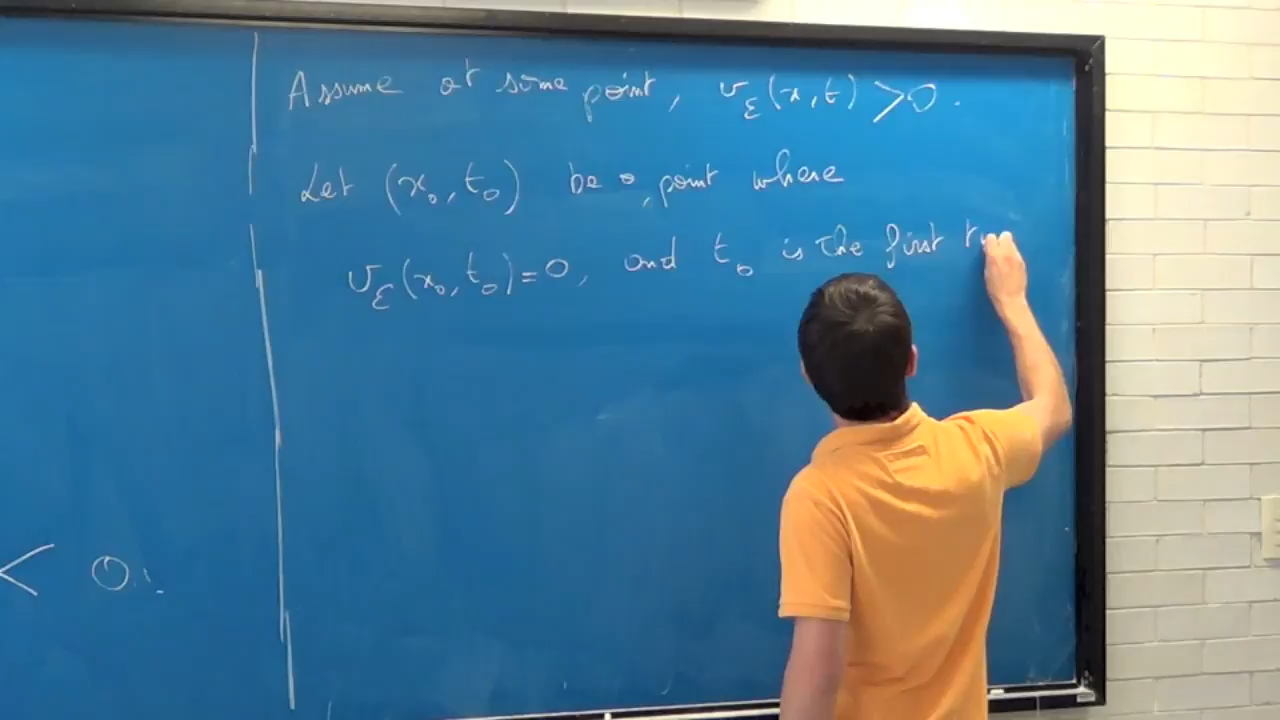 Assume at some point, v_ε(x,t) > 0.
Let (x₀,t₀) be a point where
v_ε(x₀,t₀)=0, and t₀ is the first
< 0.